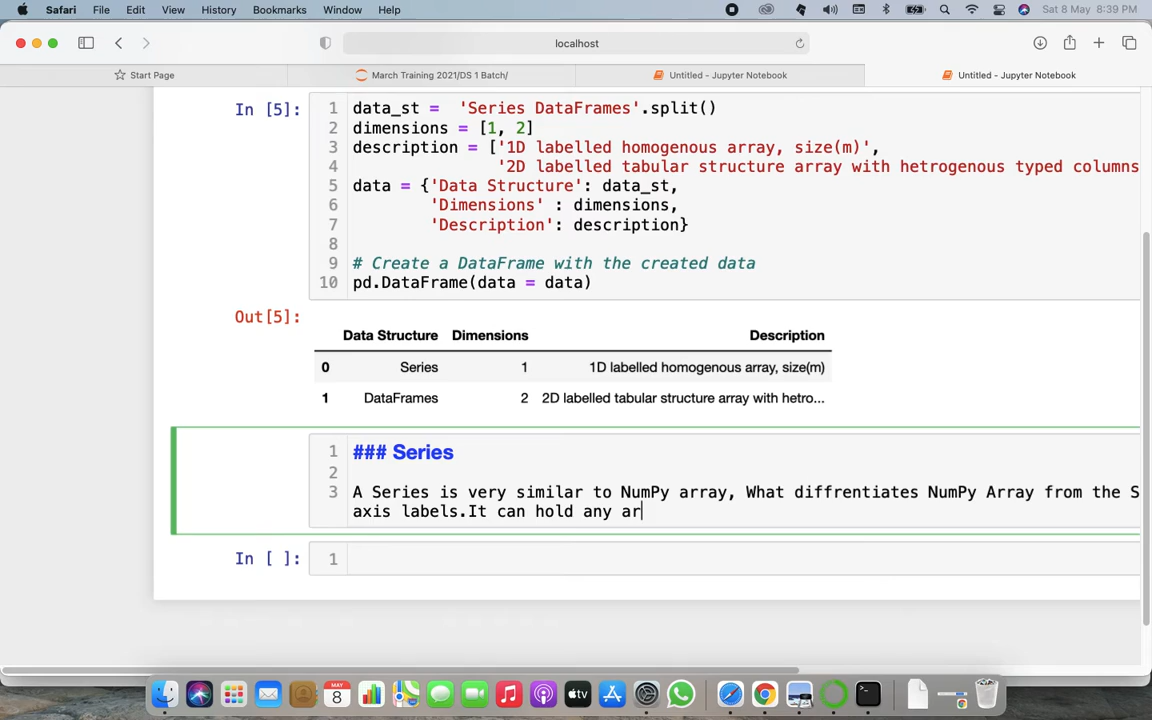 Safari File Edit View History Bookmarks Window Help Sat 8 May 8:39 PM
localhost
Start Page March Training 2021/DS 1 Batch/ Untitled - Jupyter Notebook Untitled - Jupyter Notebook
In [5]:
1 data_st =  'Series DataFrames'.split()
2 dimensions = [1, 2]
3 description = ['1D labelled homogenous array, size(m)',
4 '2D labelled tabular structure array with hetrogenous typed columns
5 data = {'Data Structure': data_st,
6 'Dimensions' : dimensions,
7 'Description': description}
8
9 # Create a DataFrame with the created data
10 pd.DataFrame(data = data)
Out[5]:
Data Structure Dimensions Description
0 Series 1 1D labelled homogenous array, size(m)
1 DataFrames 2 2D labelled tabular structure array with hetro...
1 ### Series
2
3 A Series is very similar to NumPy array, What diffrentiates NumPy Array from the S
axis labels.It can hold any ar
In [ ]: 1
MAY
8
tv